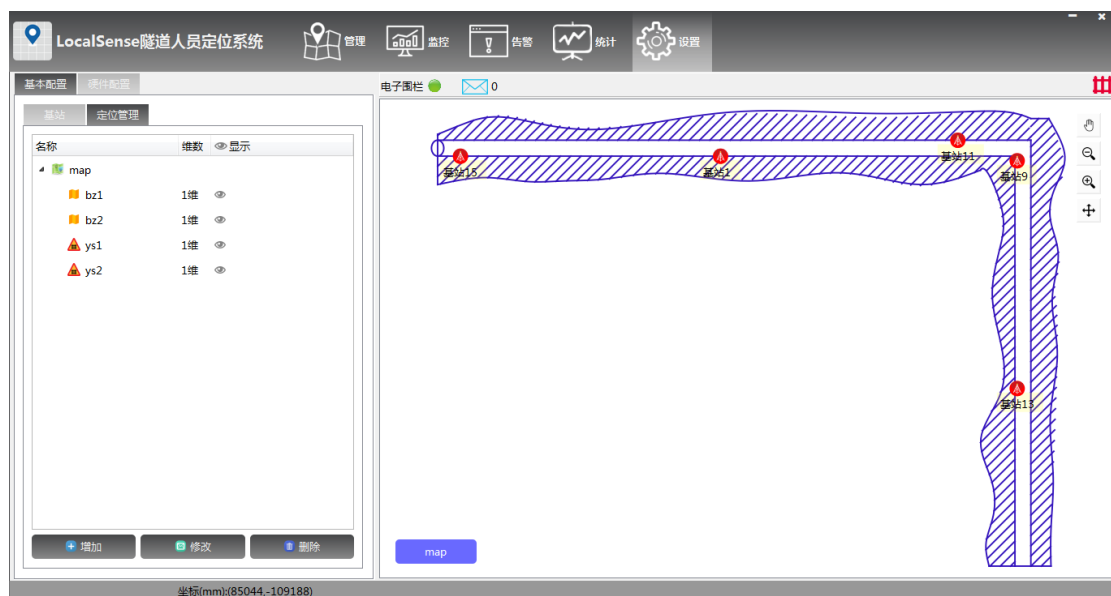 LocalSense隧道人员定位系统 管理 监控 告警 统计 设置
基本配置 硬件配置
电子围栏 0
基站 定位管理
名称 维数 显示
map
bz1 1维
bz2 1维
ys1 1维
ys2 1维
基站15 基站1 基站11 基站9
基站13
增加 修改 删除
map
坐标(mm):(85044,-109188)